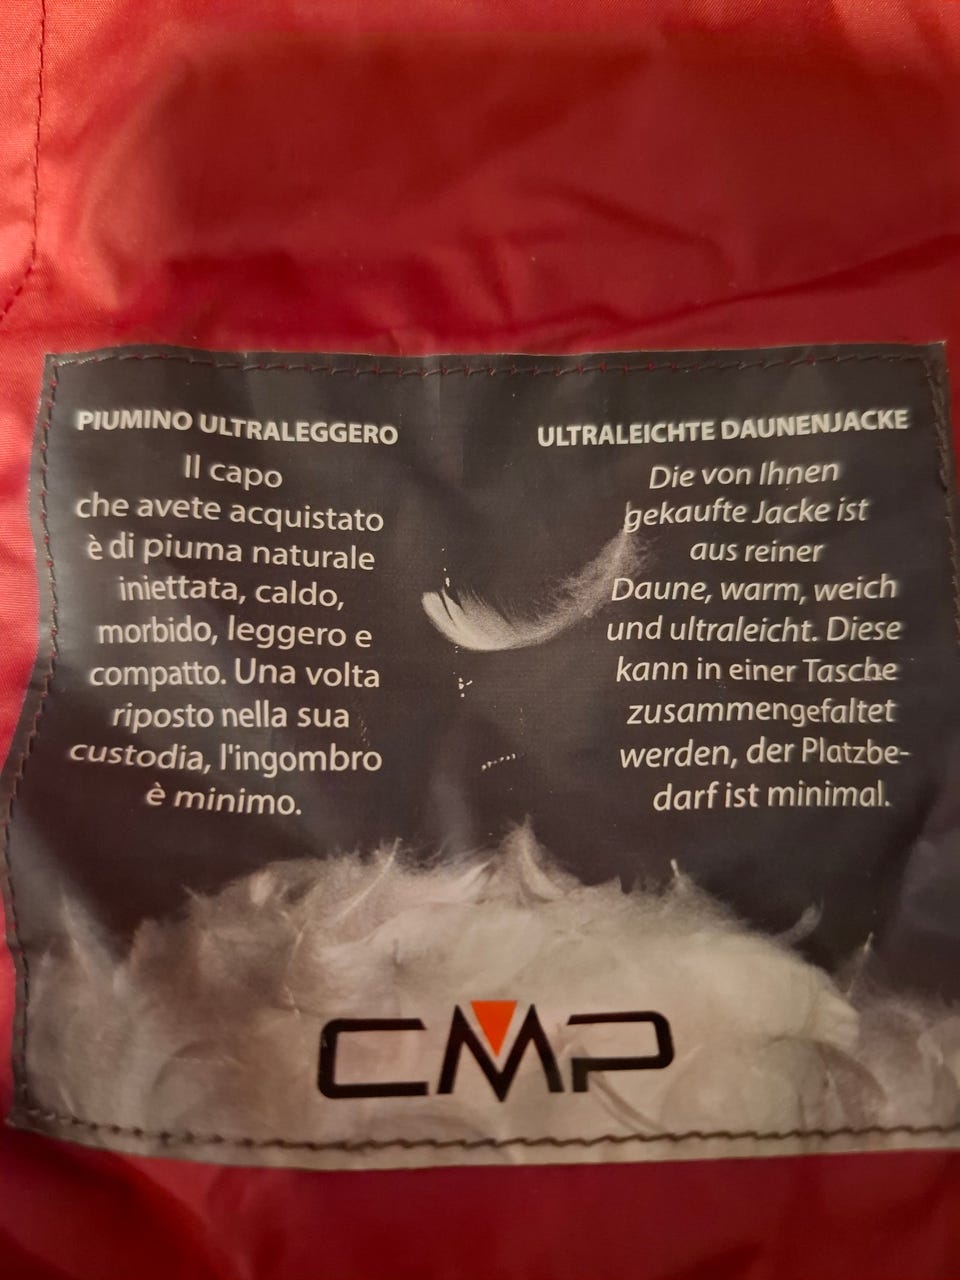 PIUMINO ULTRALEGGERO
Il capo
che avete acquistato
è di piuma naturale
iniettata, caldo,
morbido, leggero e
compatto. Una volta
riposto nella sua
custodia, l'ingombro
è minimo.
ULTRALEICHTE DAUNENJACKE
Die von Ihnen
gekaufte Jacke ist
aus reiner
Daune, warm, weich
und ultraleicht. Diese
kann in einer Tasche
zusammengefaltet
werden, der Platzbe-
darf ist minimal.
CMP